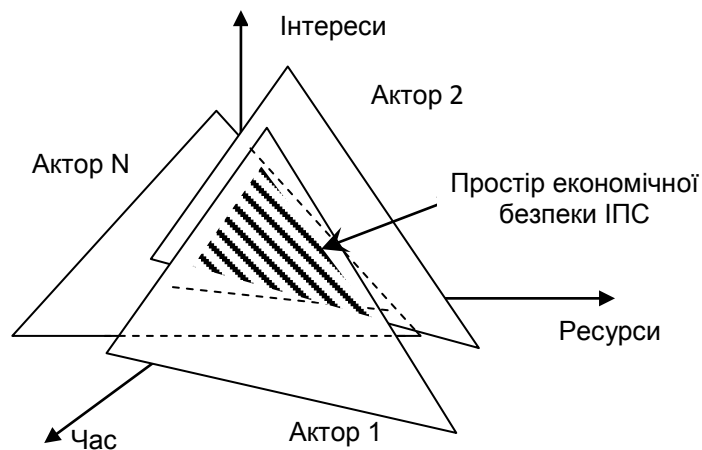 Інтереси
Актор 2
Актор N
Простір економічної
безпеки ІПС
Ресурси
Актор 1
Час